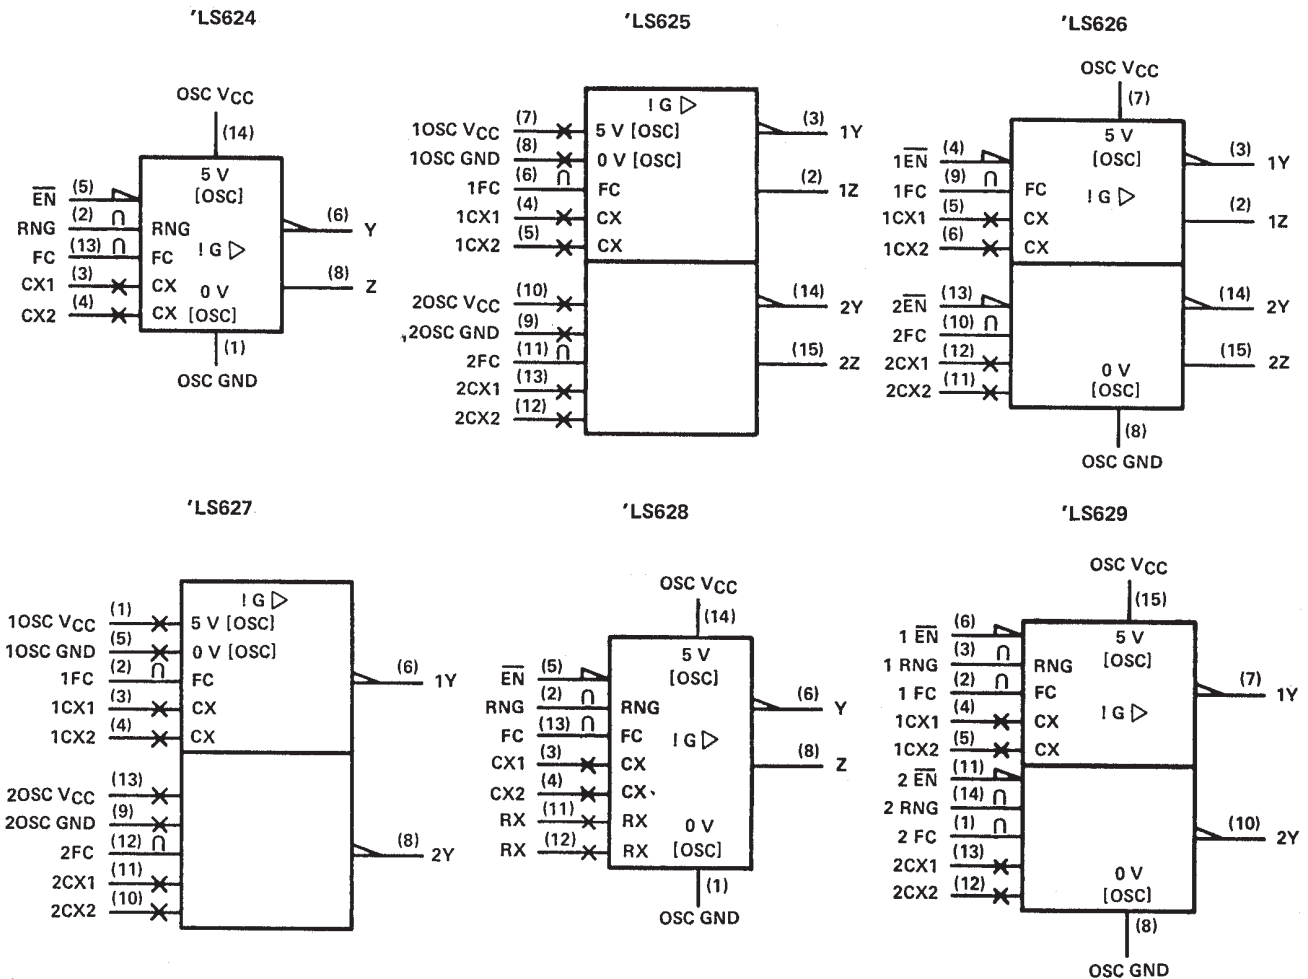 'LS624
OSC VCC
(14)
5 V
[OSC]
EN (5)
RNG (2) ∩ RNG
FC (13) ∩ FC
! G ▷
CX1 (3) CX
CX2 (4) CX
0 V
[OSC]
(6) Y
(8) Z
(1)
OSC GND
'LS625
! G ▷
1OSC VCC (7) 5 V [OSC]
1OSC GND (8) 0 V [OSC]
1FC (6) ∩ FC
1CX1 (4) CX
1CX2 (5) CX
(3) 1Y
(2) 1Z
2OSC VCC (10)
2OSC GND (9)
2FC (11) ∩
2CX1 (13)
2CX2 (12)
(14) 2Y
(15) 2Z
'LS626
OSC VCC
(7)
5 V
[OSC]
1EN (4)
1FC (9) ∩ FC
! G ▷
1CX1 (5) CX
1CX2 (6) CX
(3) 1Y
(2) 1Z
2EN (13)
2FC (10) ∩
2CX1 (12)
2CX2 (11)
0 V
[OSC]
(14) 2Y
(15) 2Z
(8)
OSC GND
'LS627
! G ▷
1OSC VCC (1) 5 V [OSC]
1OSC GND (5) 0 V [OSC]
1FC (2) ∩ FC
1CX1 (3) CX
1CX2 (4) CX
(6) 1Y
2OSC VCC (13)
2OSC GND (9)
2FC (12) ∩
2CX1 (11)
2CX2 (10)
(8) 2Y
'LS628
OSC VCC
(14)
5 V
[OSC]
EN (5)
RNG (2) ∩ RNG
FC (13) ∩ FC
! G ▷
CX1 (3) CX
CX2 (4) CX
RX (11) RX
RX (12) RX
0 V
[OSC]
(6) Y
(8) Z
(1)
OSC GND
'LS629
OSC VCC
(15)
5 V
[OSC]
1 EN (6)
1 RNG (3) ∩ RNG
1 FC (2) ∩ FC
! G ▷
1CX1 (4) CX
1CX2 (5) CX
(7) 1Y
2 EN (11)
2 RNG (14) ∩
2 FC (1) ∩
2CX1 (13)
2CX2 (12)
0 V
[OSC]
(10) 2Y
(8)
OSC GND